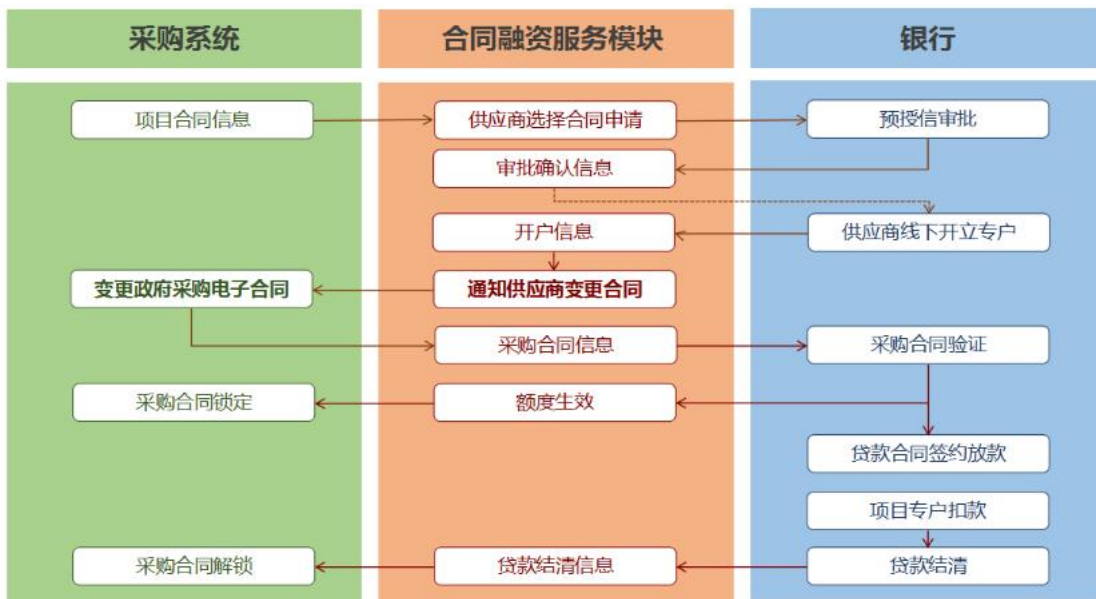 采购系统
合同融资服务模块
银行
项目合同信息
供应商选择合同申请
预授信审批
审批确认信息
开户信息
供应商线下开立专户
变更政府采购电子合同
通知供应商变更合同
采购合同信息
采购合同验证
采购合同锁定
额度生效
贷款合同签约放款
项目专户扣款
采购合同解锁
贷款结清信息
贷款结清